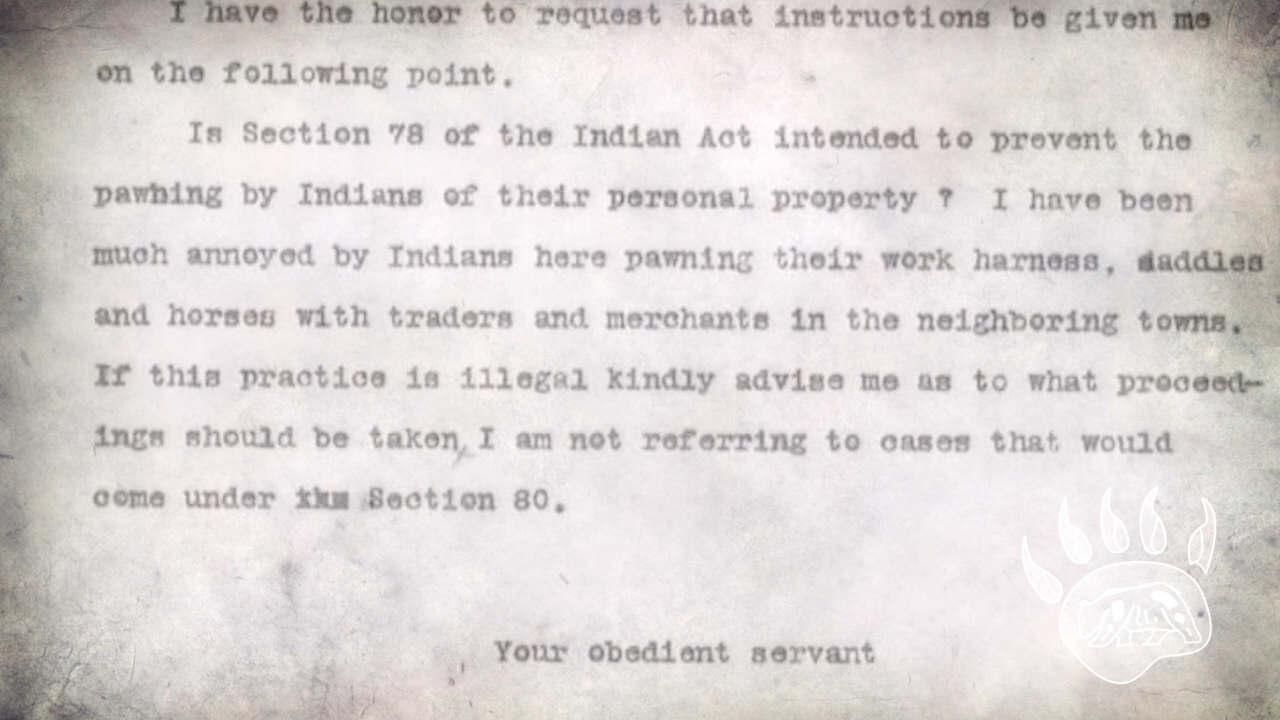 I have the honor to request that instructions be given me
on the following point.
Is Section 78 of the Indian Act intended to prevent the
pawning by Indians of their personal property ? I have been
much annoyed by Indians here pawning their work harness, daddles
and horses with traders and merchants in the neighboring towns.
If this practice is illegal kindly advise me as to what proceed-
ings should be taken, I am not referring to cases that would
come under xhm Section 80.
Your obedient servant